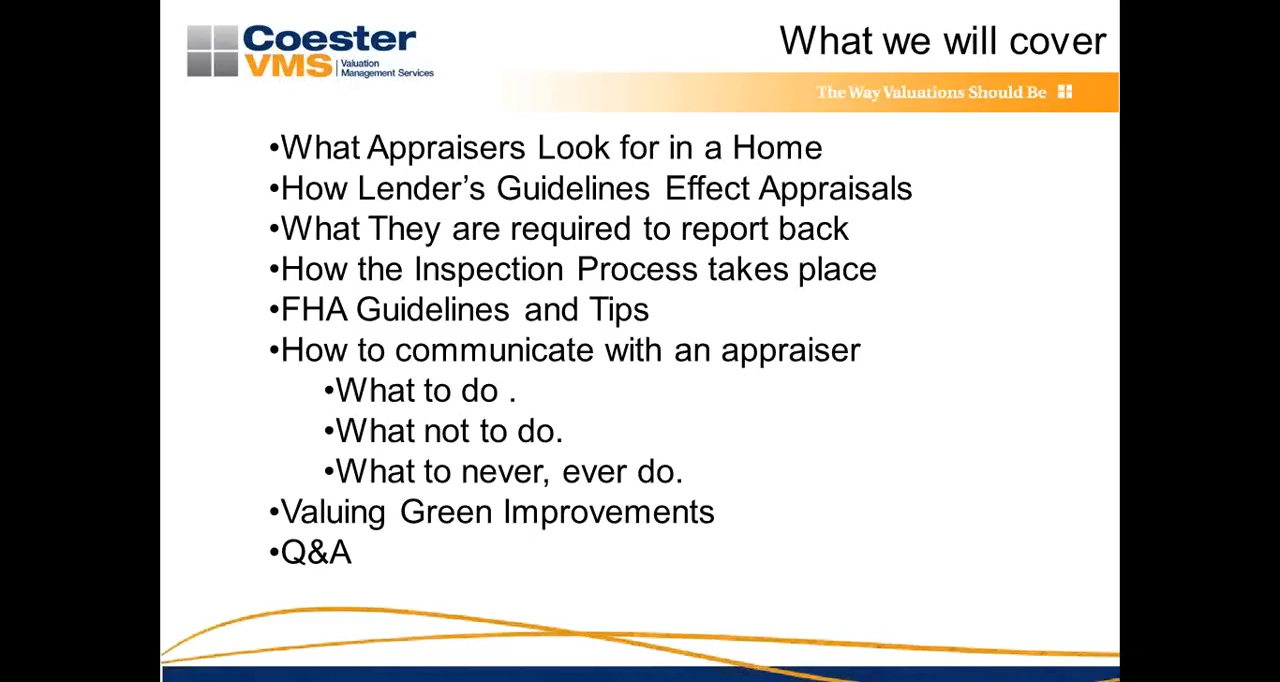 Coester
VMS
Valuation
Management Services
What we will cover
The Way Valuations Should Be
•What Appraisers Look for in a Home
•How Lender’s Guidelines Effect Appraisals
•What They are required to report back
•How the Inspection Process takes place
•FHA Guidelines and Tips
•How to communicate with an appraiser
•What to do .
•What not to do.
•What to never, ever do.
•Valuing Green Improvements
•Q&A